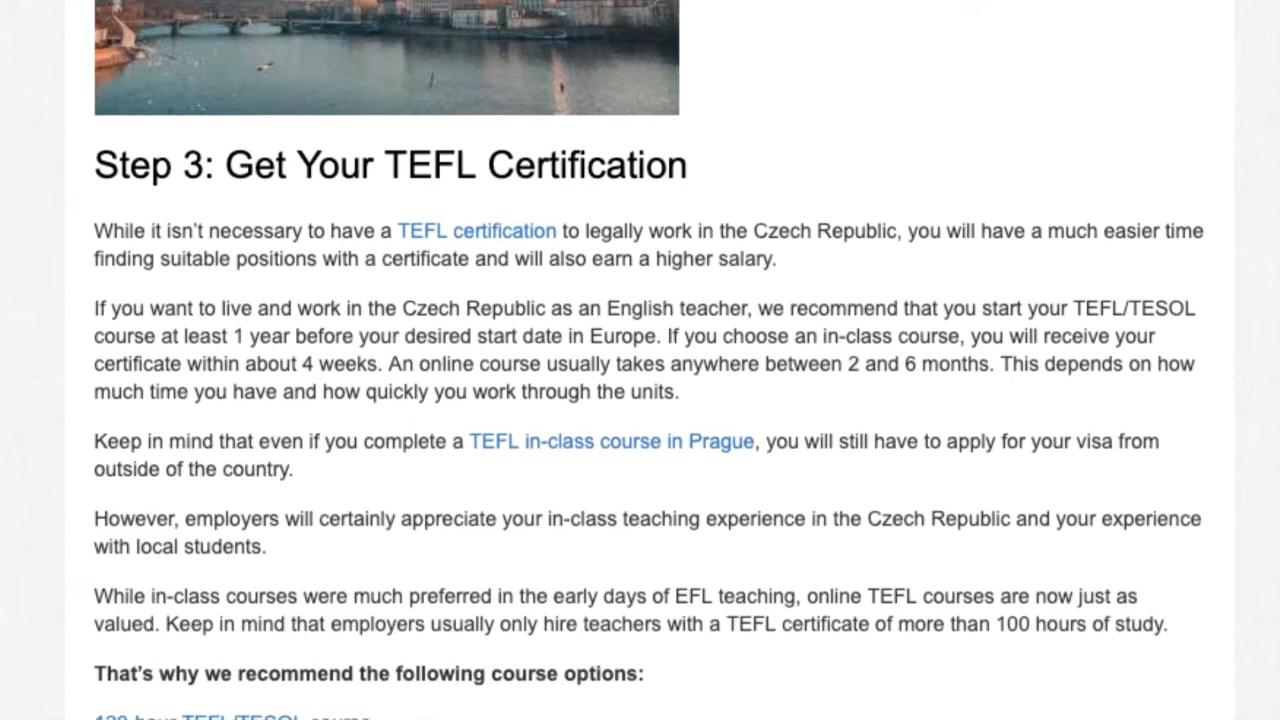 Step 3: Get Your TEFL Certification
While it isn’t necessary to have a TEFL certification to legally work in the Czech Republic, you will have a much easier time
finding suitable positions with a certificate and will also earn a higher salary.
If you want to live and work in the Czech Republic as an English teacher, we recommend that you start your TEFL/TESOL
course at least 1 year before your desired start date in Europe. If you choose an in-class course, you will receive your
certificate within about 4 weeks. An online course usually takes anywhere between 2 and 6 months. This depends on how
much time you have and how quickly you work through the units.
Keep in mind that even if you complete a TEFL in-class course in Prague, you will still have to apply for your visa from
outside of the country.
However, employers will certainly appreciate your in-class teaching experience in the Czech Republic and your experience
with local students.
While in-class courses were much preferred in the early days of EFL teaching, online TEFL courses are now just as
valued. Keep in mind that employers usually only hire teachers with a TEFL certificate of more than 100 hours of study.
That’s why we recommend the following course options:
TEFL/TESOL course